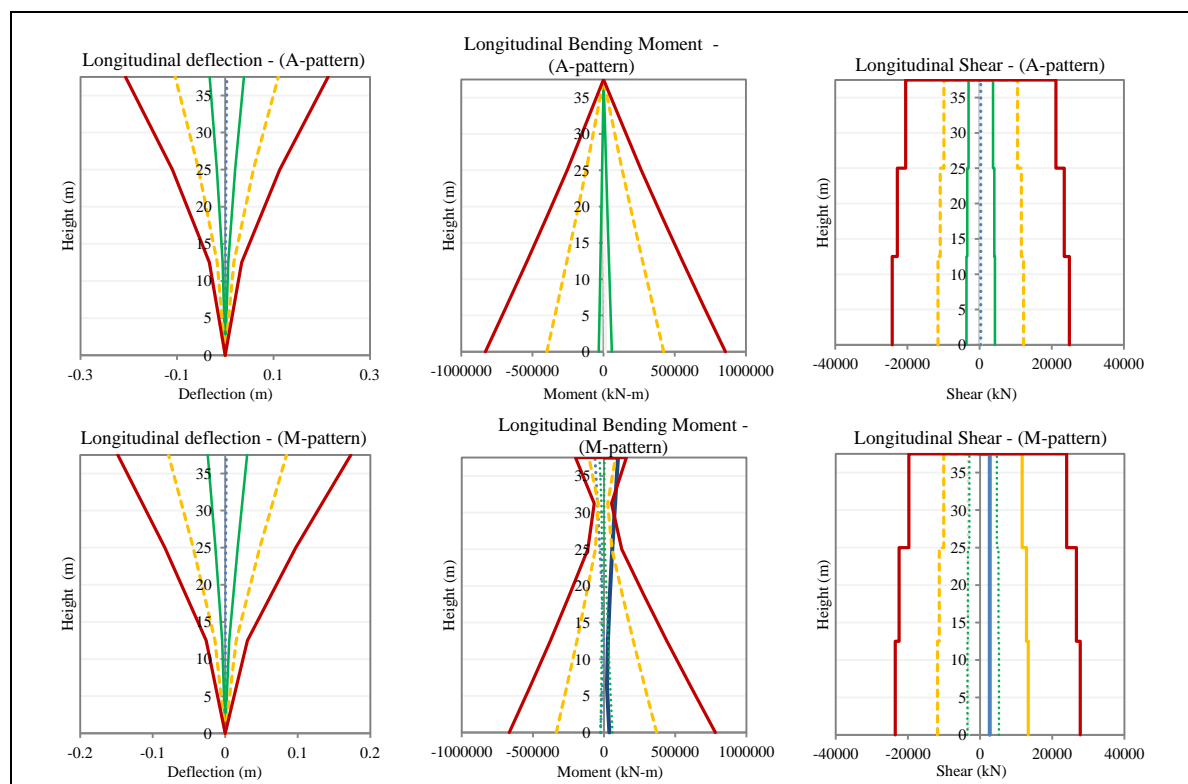 Longitudinal deflection - (A-pattern)
Height (m)
35
30
25
20
15
10
5
0
-0.3 -0.1 0.1 0.3
Deflection (m)
Longitudinal Bending Moment -
(A-pattern)
Height (m)
35
30
25
20
15
10
5
0
-1000000 -500000 0 500000 1000000
Moment (kN-m)
Longitudinal Shear - (A-pattern)
Height (m)
35
30
25
20
15
10
5
0
-40000 -20000 0 20000 40000
Shear (kN)
Longitudinal deflection - (M-pattern)
Height (m)
35
30
25
20
15
10
5
0
-0.2 -0.1 0 0.1 0.2
Deflection (m)
Longitudinal Bending Moment -
(M-pattern)
Height (m)
35
30
25
20
15
10
5
0
-1000000 -500000 0 500000 1000000
Moment (kN-m)
Longitudinal Shear - (M-pattern)
Height (m)
35
30
25
20
15
10
5
0
-40000 -20000 0 20000 40000
Shear (kN)